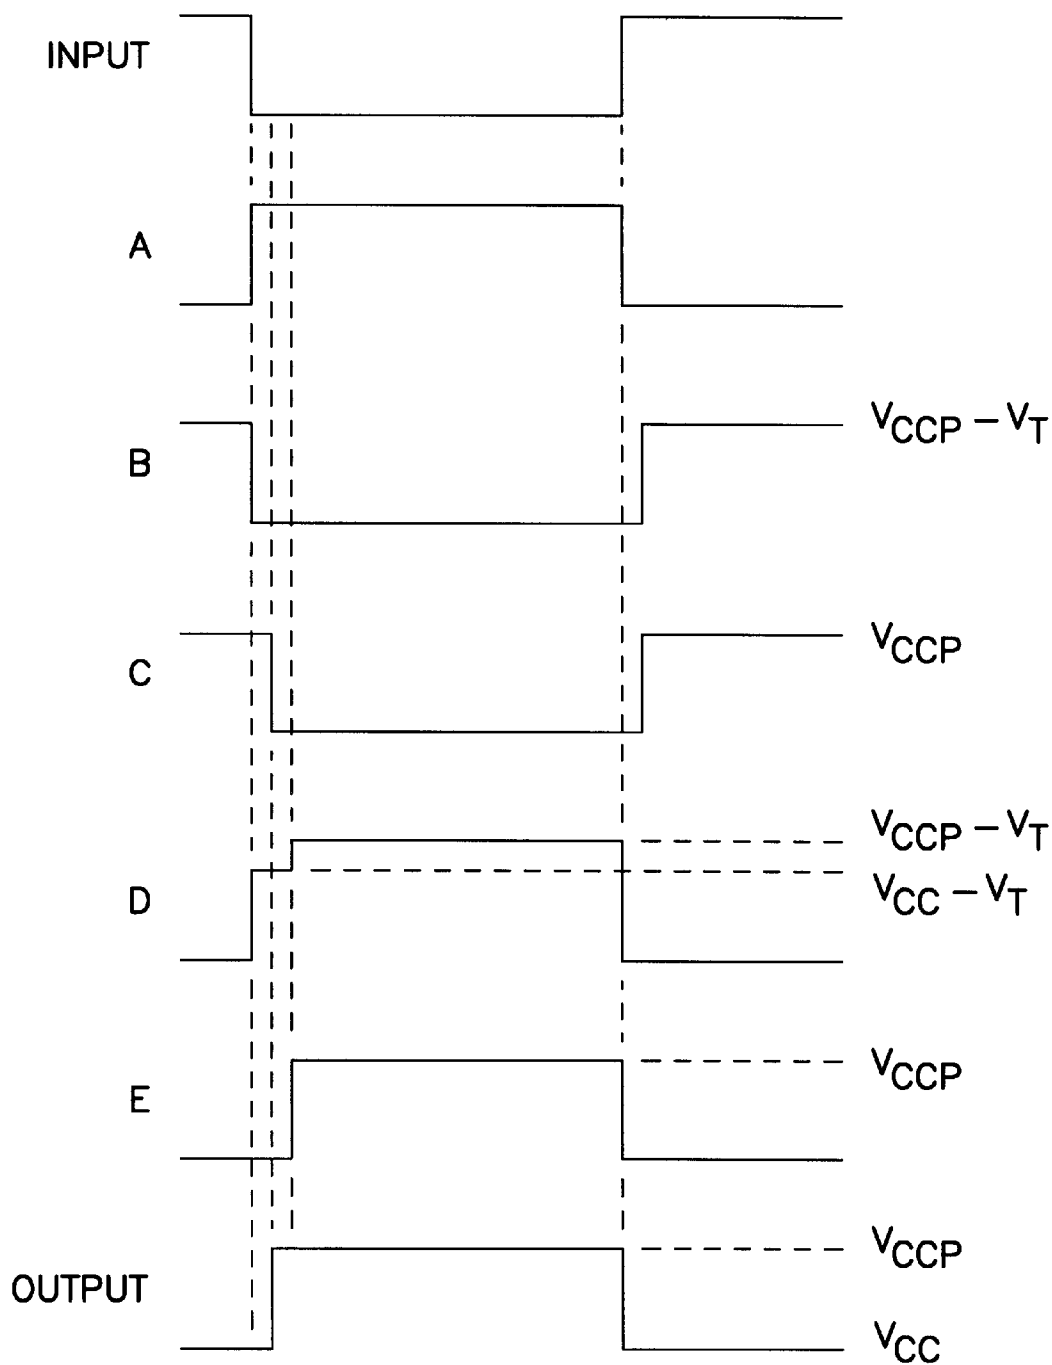 INPUT
A
B
V_CCP – V_T
C
V_CCP
V_CCP – V_T
D
V_CC – V_T
E
V_CCP
V_CCP
OUTPUT
V_CC